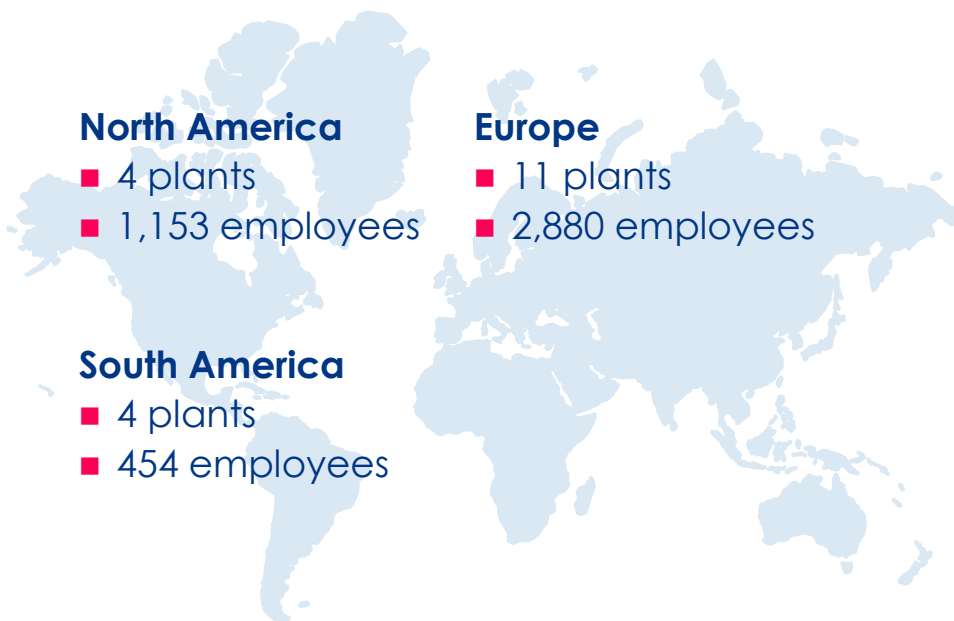 North America
■ 4 plants
■ 1,153 employees
Europe
■ 11 plants
■ 2,880 employees
South America
■ 4 plants
■ 454 employees